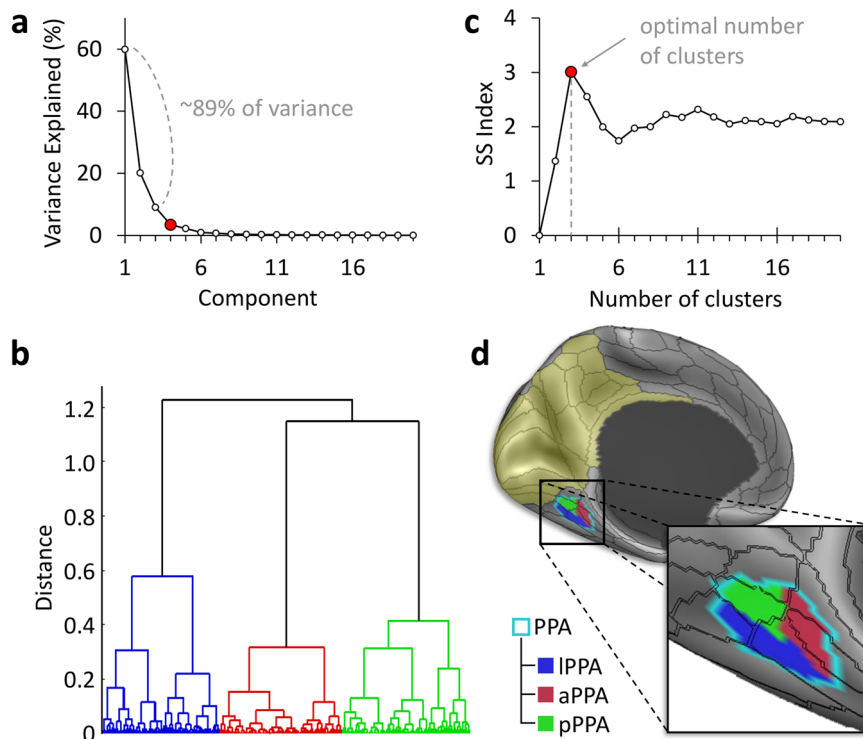 a
Variance Explained (%)
60
40
20
0
~89% of variance
1
6
11
16
Component
c
SS Index
4
3
2
1
0
optimal number
of clusters
1
6
11
16
Number of clusters
b
Distance
1.2
1.0
0.8
0.6
0.4
0.2
0
d
PPA
lPPA
aPPA
pPPA